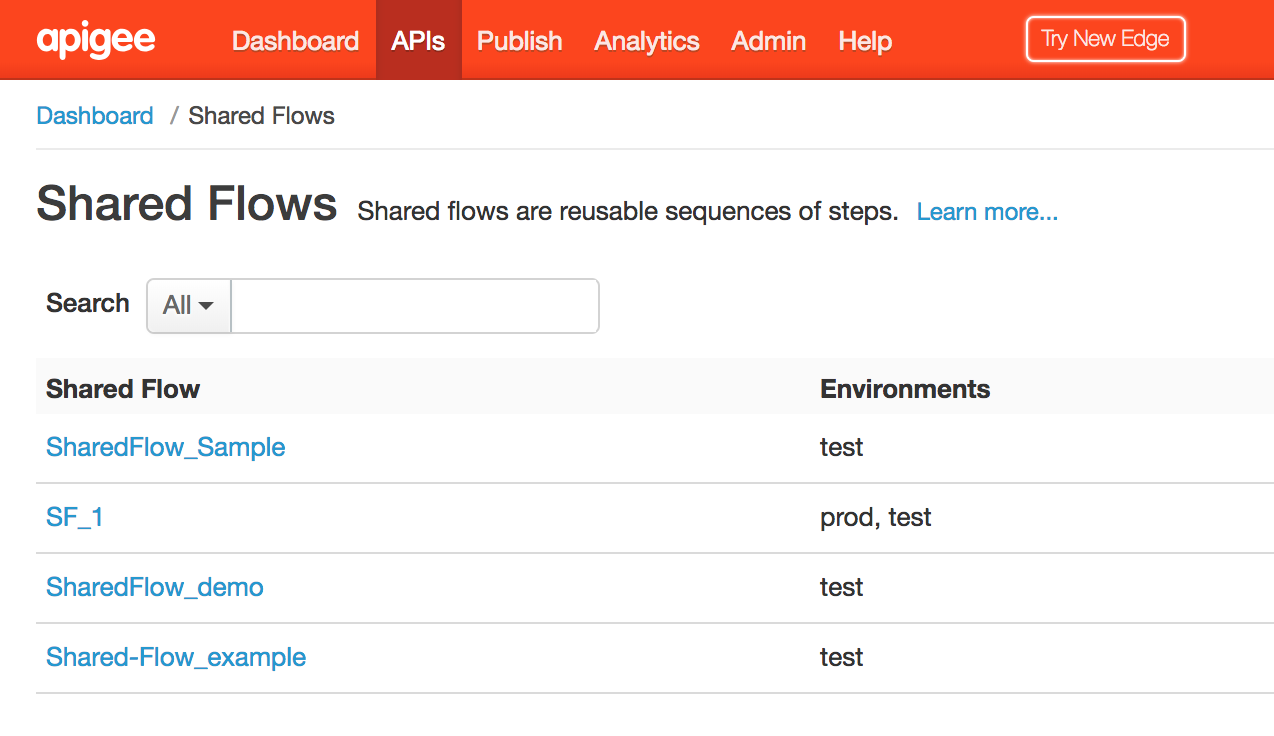 apigee Dashboard APIs Publish Analytics Admin Help Try New Edge
Dashboard / Shared Flows
Shared Flows Shared flows are reusable sequences of steps. Learn more...
Search All
Shared Flow Environments
SharedFlow_Sample test
SF_1 prod, test
SharedFlow_demo test
Shared-Flow_example test